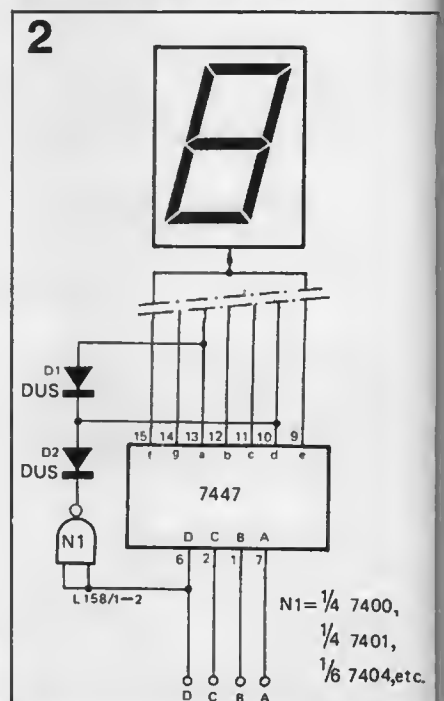 2
D1
DUS
D2
DUS
N1
15 14 13 12 11 10 9
f g a b c d e
7447
D C B A
6 2 1 7
L 158/1-2
N1= 1/4 7400,
1/4 7401,
1/6 7404,etc.
D C B A